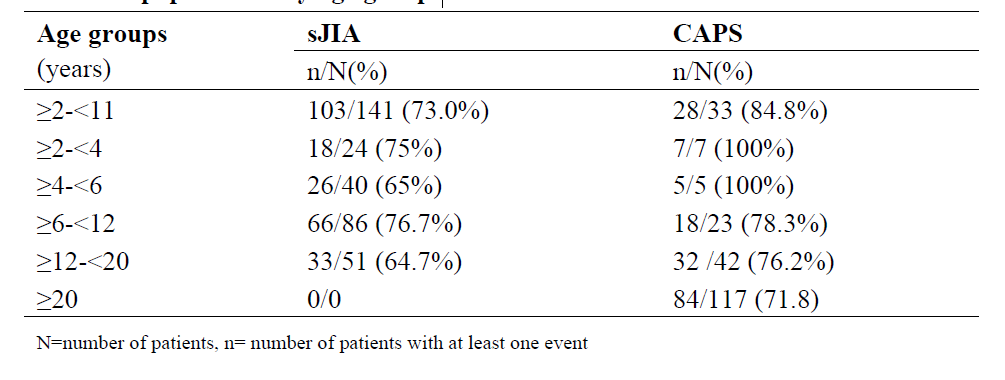 Age groups sJIA CAPS
(years) n/N(%) n/N(%)
≥2-<11 103/141 (73.0%) 28/33 (84.8%)
≥2-<4 18/24 (75%) 7/7 (100%)
≥4-<6 26/40 (65%) 5/5 (100%)
≥6-<12 66/86 (76.7%) 18/23 (78.3%)
≥12-<20 33/51 (64.7%) 32 /42 (76.2%)
≥20 0/0 84/117 (71.8)
N=number of patients, n= number of patients with at least one event